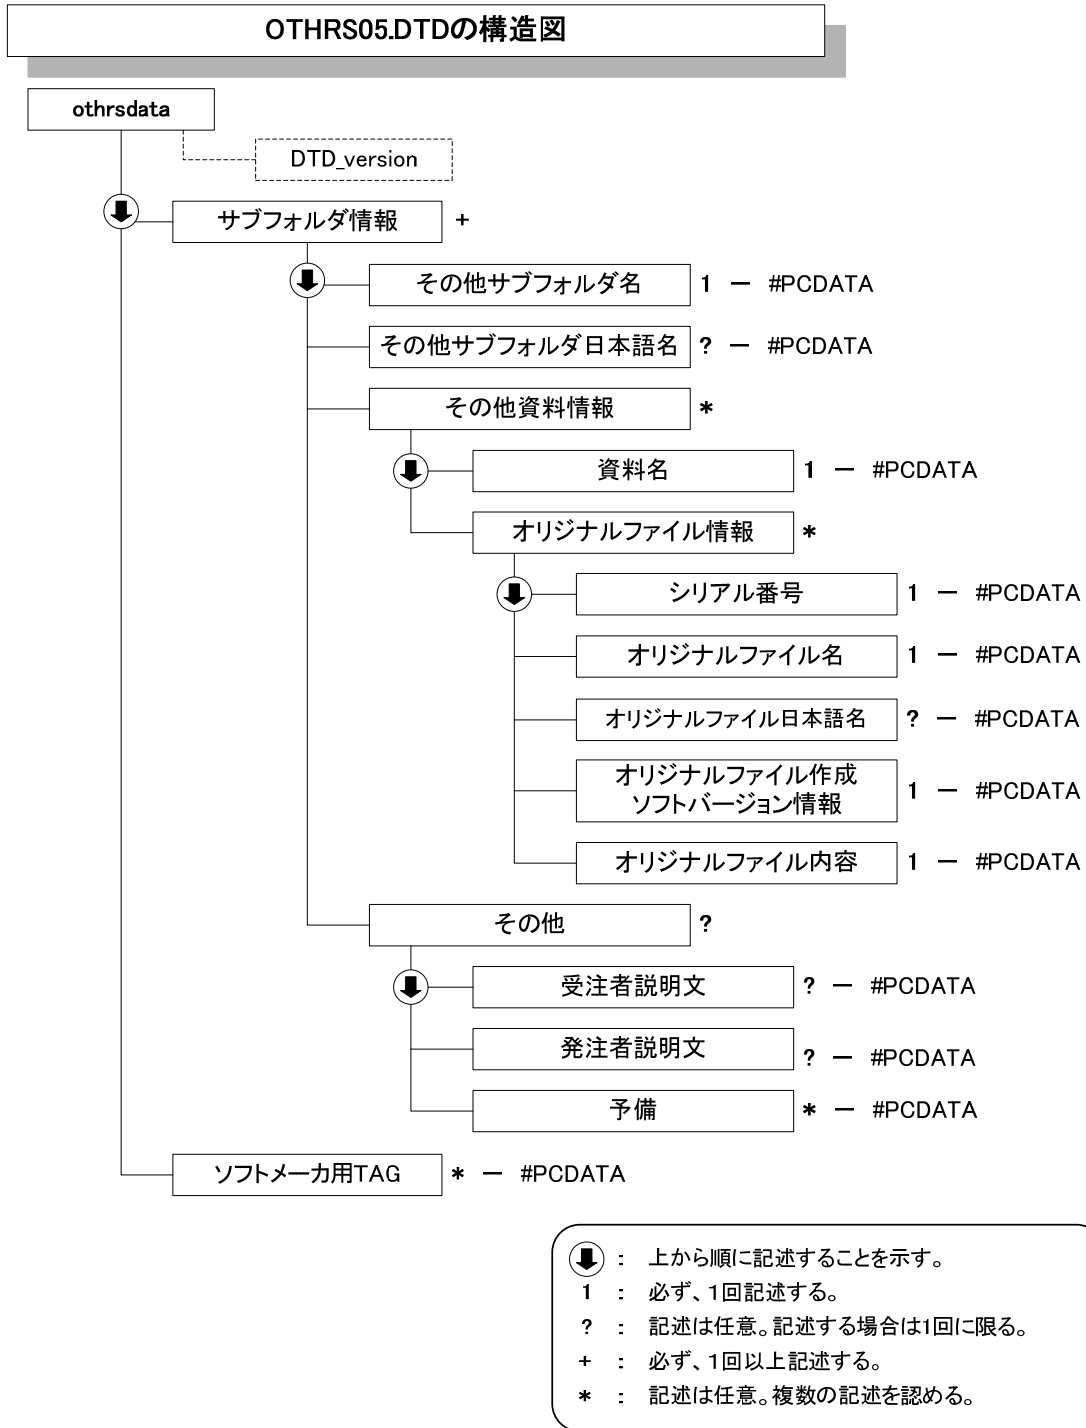 OTHRS05.DTDの構造図
othrsdata
DTD_version
サブフォルダ情報 +
その他サブフォルダ名 1 － #PCDATA
その他サブフォルダ日本語名 ? － #PCDATA
その他資料情報 *
資料名 1 － #PCDATA
オリジナルファイル情報 *
シリアル番号 1 － #PCDATA
オリジナルファイル名 1 － #PCDATA
オリジナルファイル日本語名 ? － #PCDATA
オリジナルファイル作成
ソフトバージョン情報 1 － #PCDATA
オリジナルファイル内容 1 － #PCDATA
その他 ?
受注者説明文 ? － #PCDATA
発注者説明文 ? － #PCDATA
予備 * － #PCDATA
ソフトメーカ用TAG * － #PCDATA
： 上から順に記述することを示す。
1 ： 必ず、1回記述する。
? ： 記述は任意。記述する場合は1回に限る。
+ ： 必ず、1回以上記述する。
* ： 記述は任意。複数の記述を認める。